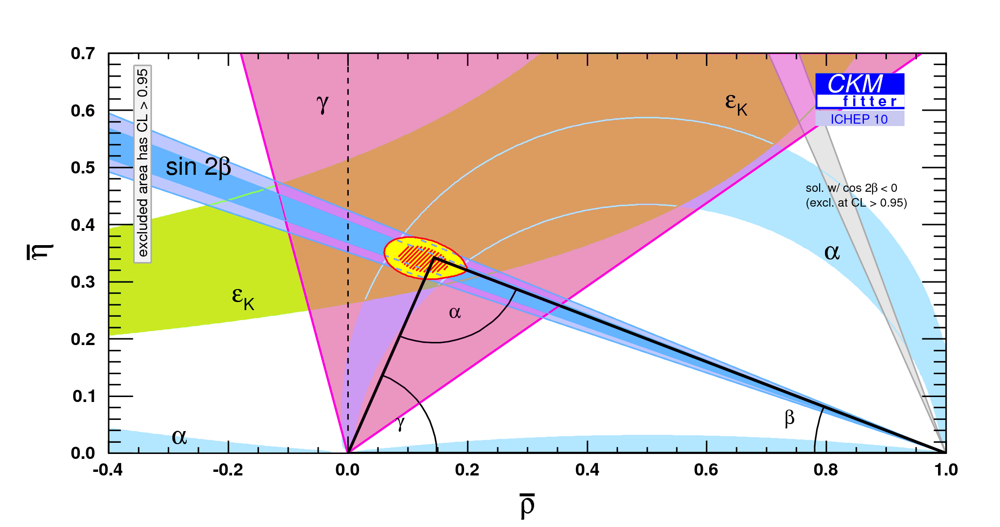 0.7
0.6
0.5
0.4
0.3
0.2
0.1
0.0
-0.4
-0.2
0.0
0.2
0.4
0.6
0.8
1.0
η̅
ρ̅
excluded area has CL > 0.95
γ
ε K
CKM
fitter
ICHEP 10
sin 2β
sol. w/ cos 2β < 0
(excl. at CL > 0.95)
α
ε K
α
γ
β
α